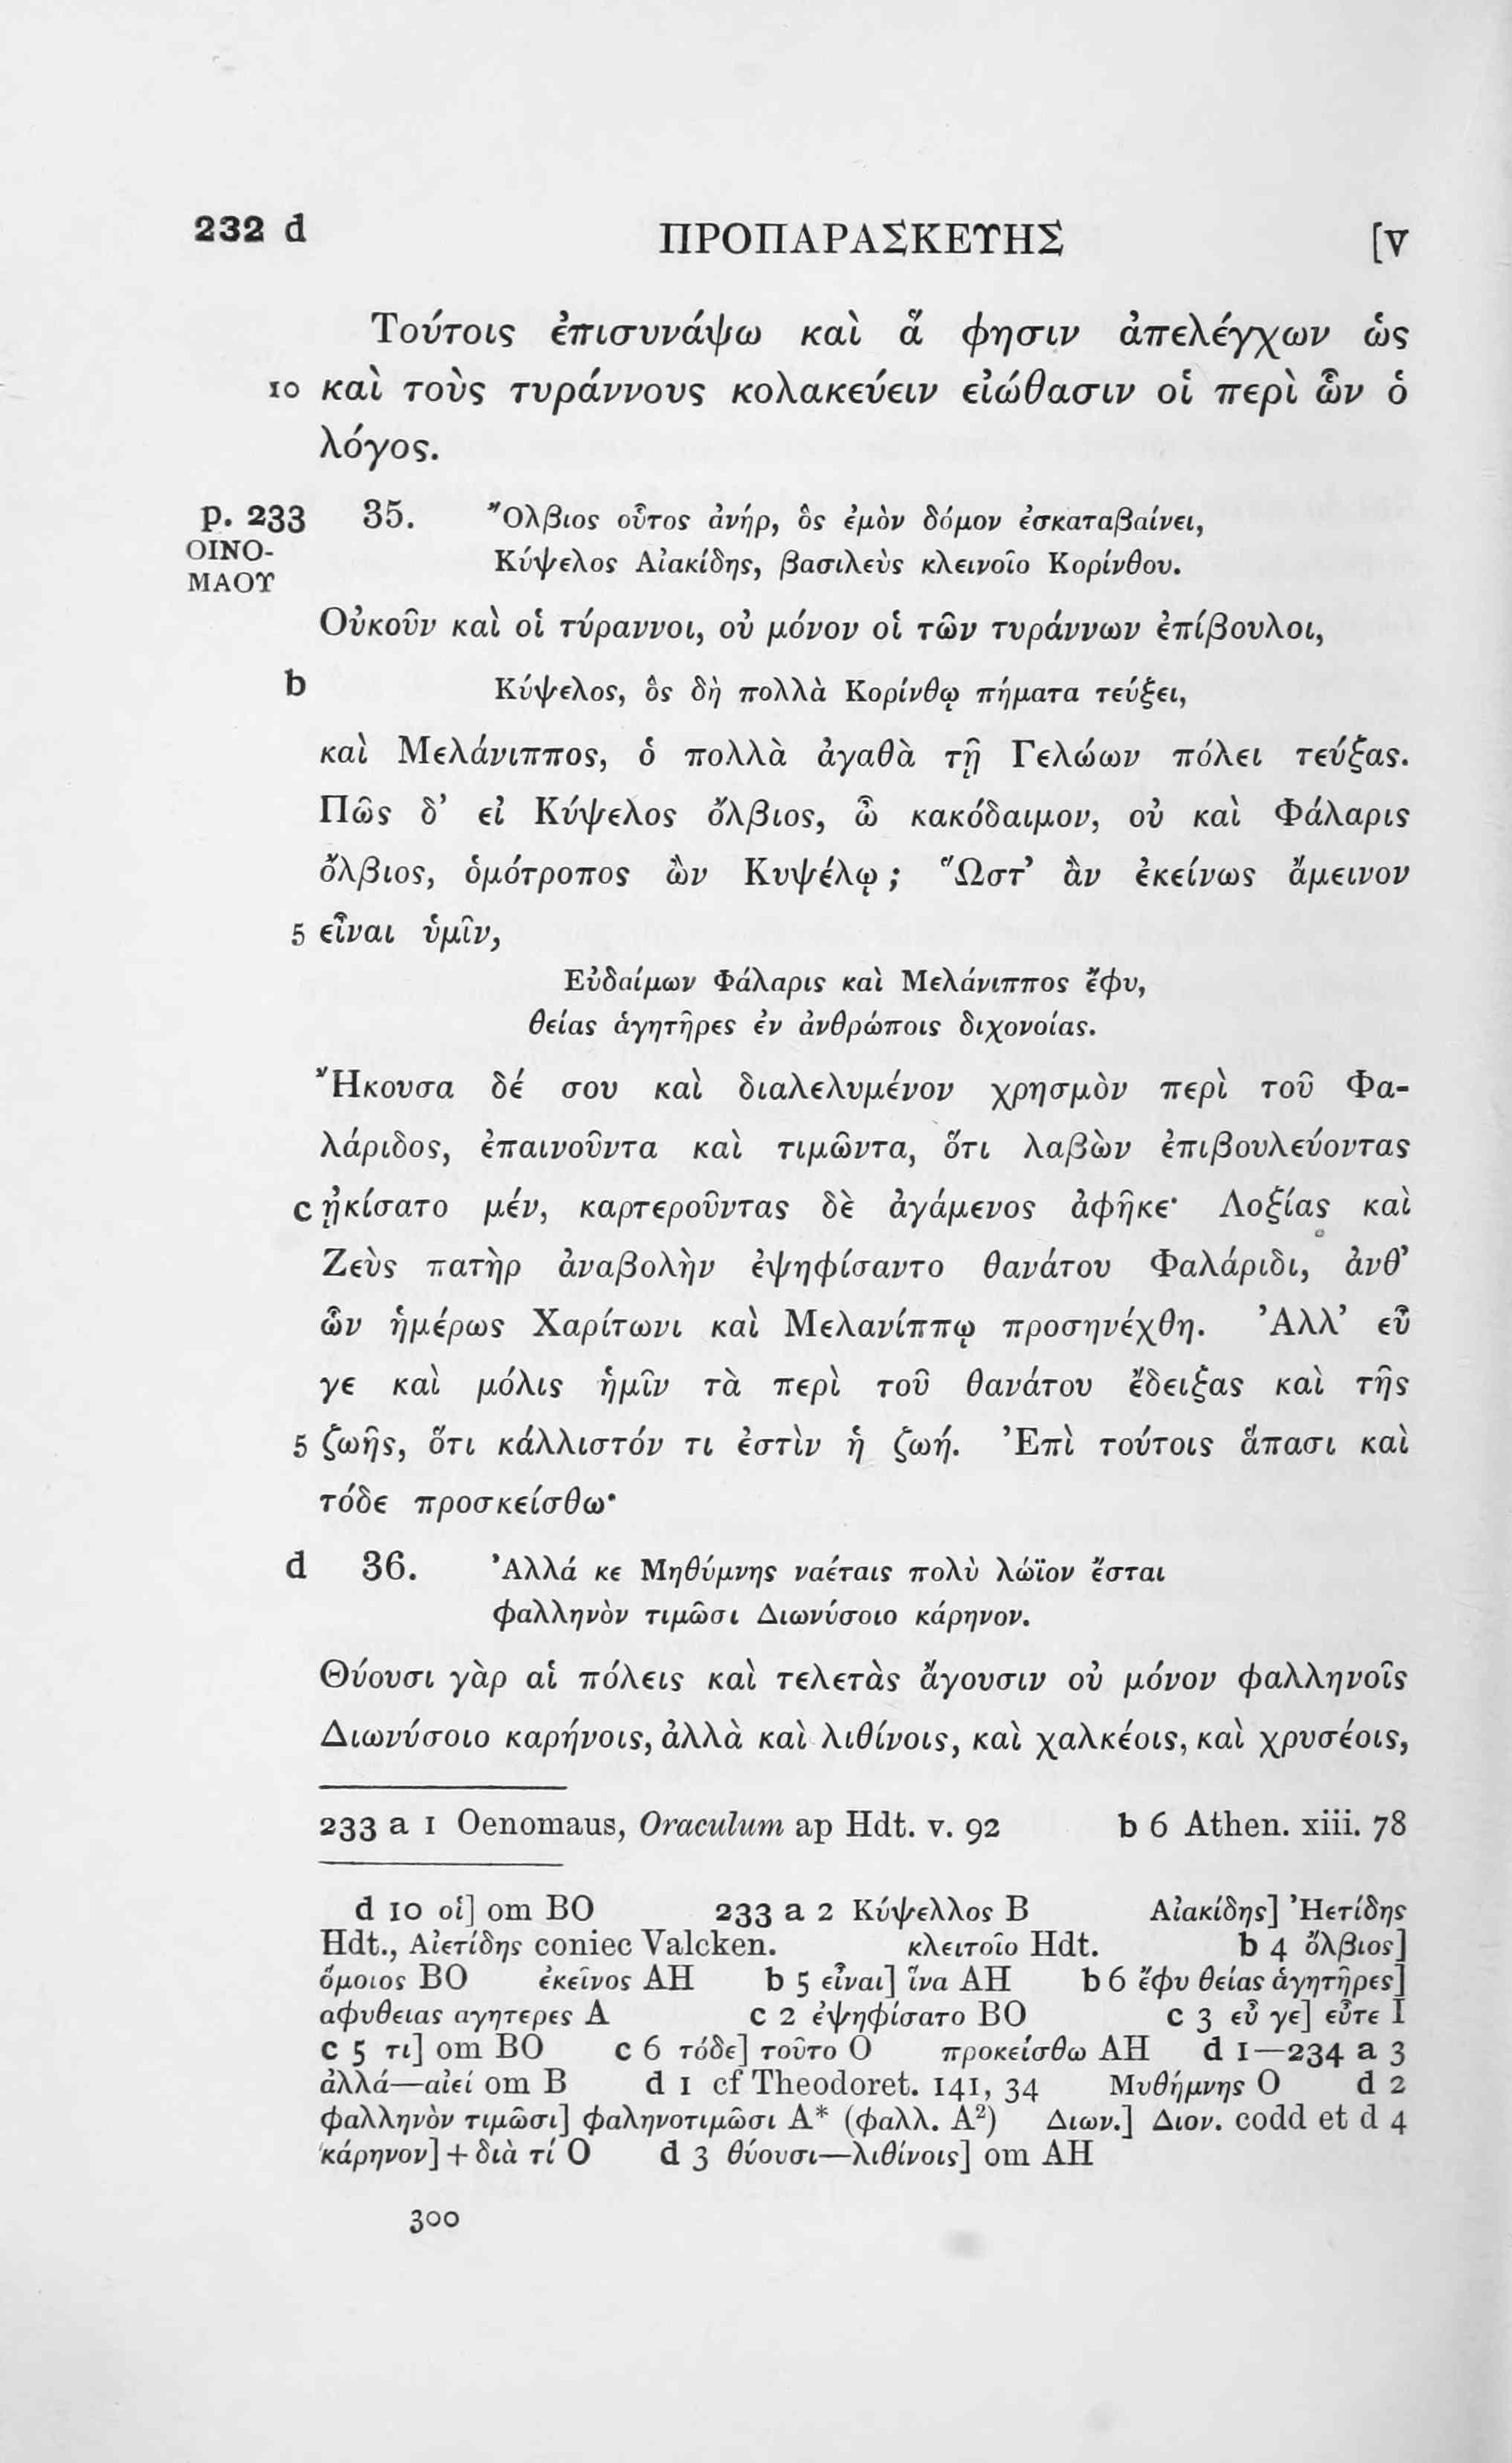 232 d ΠΡΟΠΑΡΑΣΚΕΥΗΣ [V
Τούτοις ἐπισυνάψω καὶ ἅ φησιν ἀπελέγχων ὡς
10 καὶ τοὺς τυράννους κολακεύειν εἰώθασιν οἱ περὶ ὧν ὁ
λόγος.
p. 233 35. Ὄλβιος οὗτος ἀνήρ, ὃς ἐμὸν δόμον ἐσκαταβαίνει,
ΟΙΝΟ-
ΜΑΟΥ Κύψελος Αἰακίδης, βασιλεὺς κλεινοῖο Κορίνθου.
Οὐκοῦν καὶ οἱ τύραννοι, οὐ μόνον οἱ τῶν τυράννων ἐπίβουλοι,
b Κύψελος, ὃς δὴ πολλὰ Κορίνθῳ πήματα τεύξει,
καὶ Μελάνιππος, ὁ πολλὰ ἀγαθὰ τῇ Γελώων πόλει τεύξας.
Πῶς δ’ εἰ Κύψελος ὄλβιος, ὦ κακόδαιμον, οὐ καὶ Φάλαρις
ὄλβιος, ὁμότροπος ὢν Κυψέλῳ; Ὥστ’ ἂν ἐκείνως ἄμεινον
5 εἶναι ὑμῖν,
Εὐδαίμων Φάλαρις καὶ Μελάνιππος ἔφυ,
θείας ἁγητῆρες ἐν ἀνθρώποις διχονοίας.
Ἤκουσα δέ σου καὶ διαλελυμένον χρησμὸν περὶ τοῦ Φα-
λάριδος, ἐπαινοῦντα καὶ τιμῶντα, ὅτι λαβὼν ἐπιβουλεύοντας
c ᾐκίσατο μέν, καρτεροῦντας δὲ ἀγάμενος ἀφῆκε· Λοξίας καὶ
Ζεὺς πατὴρ ἀναβολὴν ἐψηφίσαντο θανάτου Φαλάριδι, ἀνθ’
ὧν ἡμέρως Χαρίτωνι καὶ Μελανίππῳ προσηνέχθη. Ἀλλ’ εὖ
γε καὶ μόλις ἡμῖν τὰ περὶ τοῦ θανάτου ἔδειξας καὶ τῆς
5 ζωῆς, ὅτι κάλλιστόν τι ἐστὶν ἡ ζωή. Ἐπὶ τούτοις ἅπασι καὶ
τόδε προσκείσθω·
d 36. Ἀλλά κε Μηθύμνης ναέταις πολὺ λώϊον ἔσται
φαλληνὸν τιμῶσι Διωνύσοιο κάρηνον.
Θύουσι γὰρ αἱ πόλεις καὶ τελετὰς ἄγουσιν οὐ μόνον φαλληνοῖς
Διωνύσοιο καρήνοις, ἀλλὰ καὶ λιθίνοις, καὶ χαλκέοις, καὶ χρυσέοις,
233 a 1 Oenomaus, Oraculum ap Hdt. v. 92 b 6 Athen. xiii. 78
d 10 οἱ] om BO 233 a 2 Κύψελλος B Αἰακίδης] Ἠετίδης
Hdt., Αἰετίδης coniec Valcken. κλειτοῖο Hdt. b 4 ὄλβιος]
ὅμοιος BO ἐκεῖνος AH b 5 εἶναι] ἵνα AH b 6 ἔφυ θείας ἁγητῆρες]
αφυθειας αγητερες A c 2 ἐψηφίσατο BO c 3 εὖ γε] εὖτε I
c 5 τι] om BO c 6 τόδε] τοῦτο O προκείσθω AH d 1—234 a 3
ἀλλά—αἰεί om B d 1 cf Theodoret. 141, 34 Μυθήμνης O d 2
φαλληνὸν τιμῶσι] φαληνοτιμῶσι A* (φαλλ. A²) Διων.] Διον. codd et d 4
κάρηνον] + διὰ τί O d 3 θύουσι—λιθίνοις] om AH
300